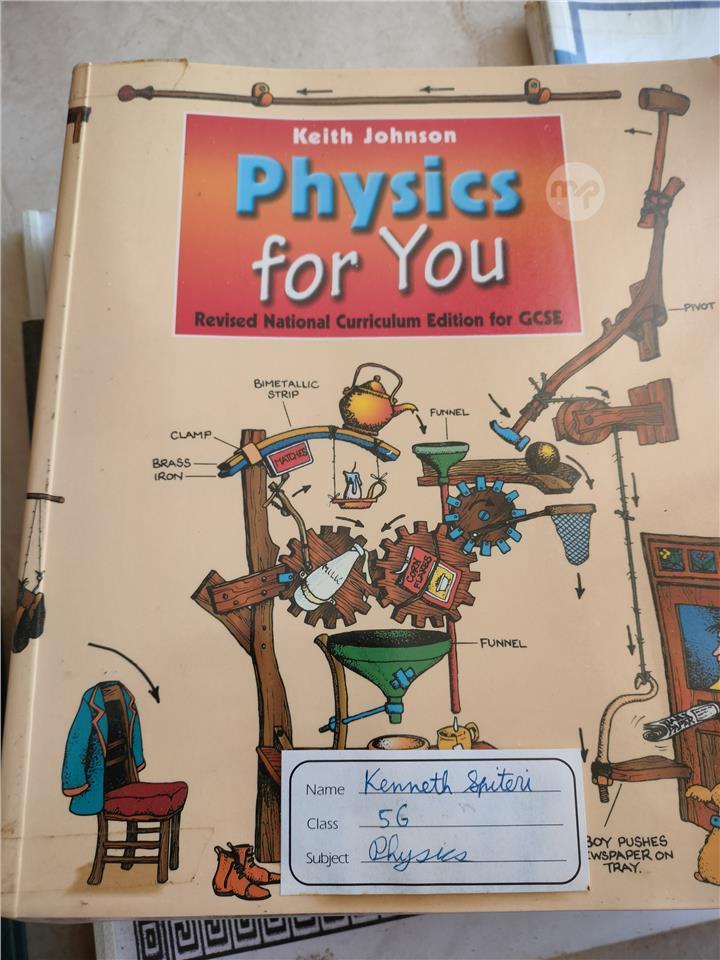 Keith Johnson
Physics
for You
Revised National Curriculum Edition for GCSE
PIVOT
BIMETALLIC
STRIP
FUNNEL
CLAMP
BRASS
IRON
MATCHES
MILK
CORN
FLAKES
FUNNEL
Name Kenneth Spiteri
Class 5G
Subject Physics
BOY PUSHES
EWSPAPER ON
TRAY.